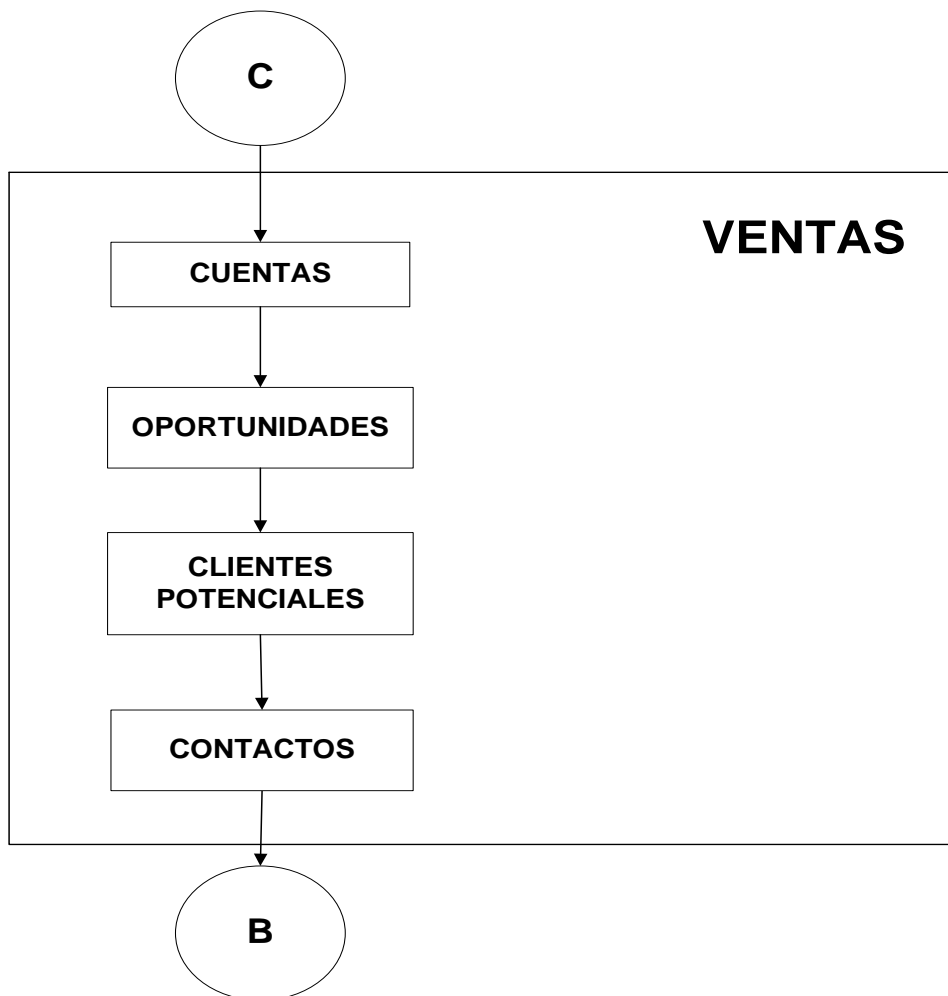 C
VENTAS
CUENTAS
OPORTUNIDADES
CLIENTES
POTENCIALES
CONTACTOS
B